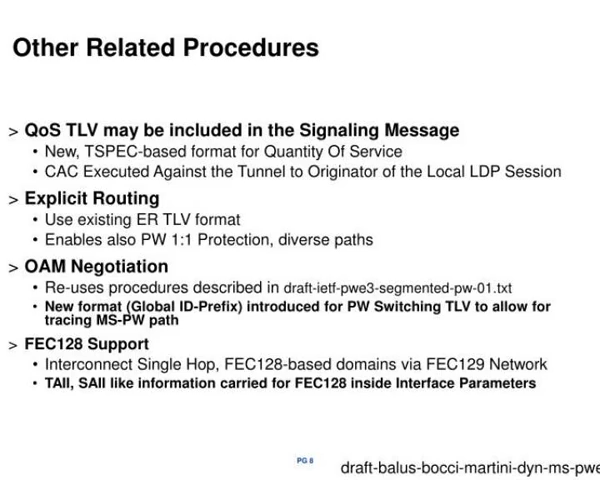 Other Related Procedures
> QoS TLV may be included in the Signaling Message
• New, TSPEC-based format for Quantity Of Service
• CAC Executed Against the Tunnel to Originator of the Local LDP Session
> Explicit Routing
• Use existing ER TLV format
• Enables also PW 1:1 Protection, diverse paths
> OAM Negotiation
• Re-uses procedures described in draft-ietf-pwe3-segmented-pw-01.txt
• New format (Global ID-Prefix) introduced for PW Switching TLV to allow for
tracing MS-PW path
> FEC128 Support
• Interconnect Single Hop, FEC128-based domains via FEC129 Network
• TAII, SAII like information carried for FEC128 inside Interface Parameters
PG 8
draft-balus-bocci-martini-dyn-ms-pwe